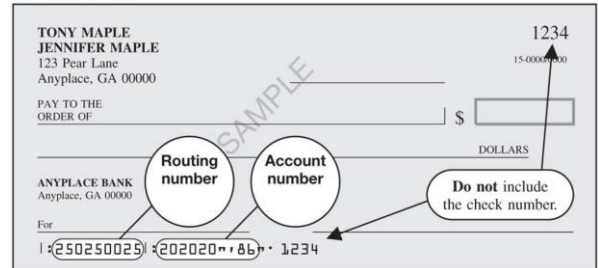 TONY MAPLE
JENNIFER MAPLE
123 Pear Lane
Anyplace, GA 00000
1234
15-0000/0000
SAMPLE
PAY TO THE
ORDER OF
$
DOLLARS
Routing
number
Account
number
ANYPLACE BANK
Anyplace, GA 00000
Do not include
the check number.
For
|:250250025|:202020"'86"' 1234